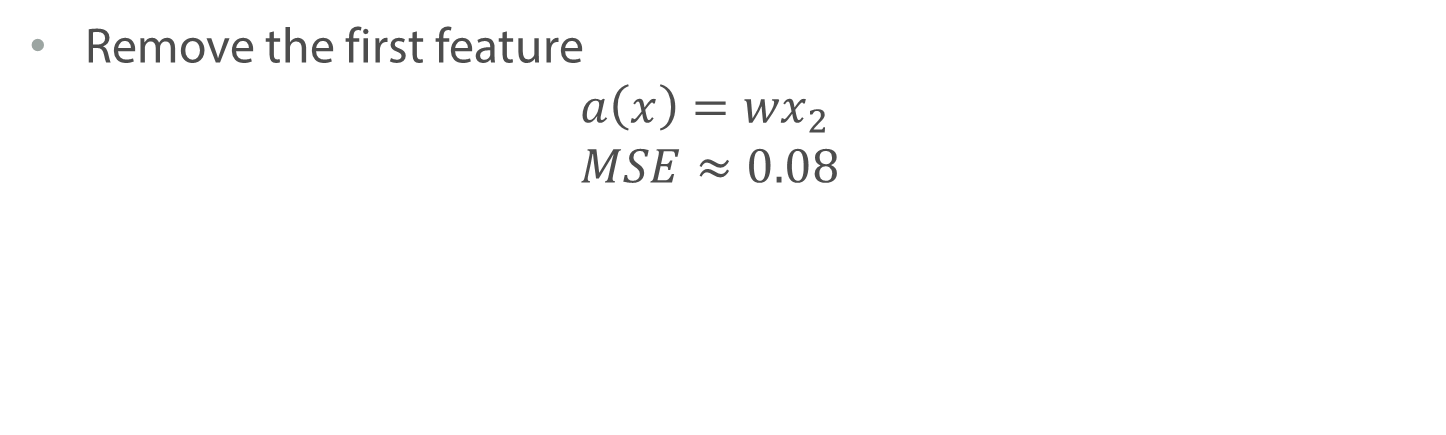 • Remove the first feature
a(x) = wx₂
MSE ≈ 0.08